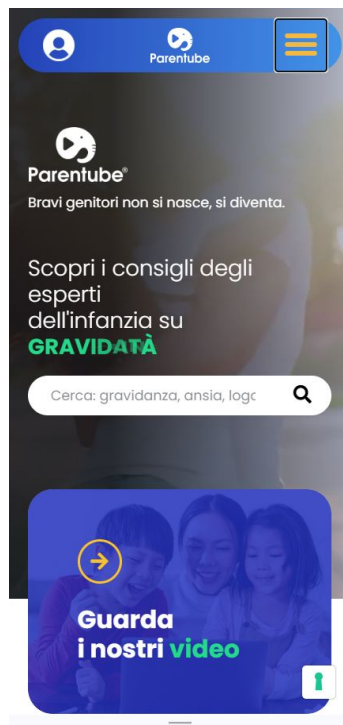 Parentube
Parentube®
Bravi genitori non si nasce, si diventa.
Scopri i consigli degli
esperti
dell'infanzia su
GRAVIDATÀ
Cerca: gravidanza, ansia, logc
Guarda
i nostri video